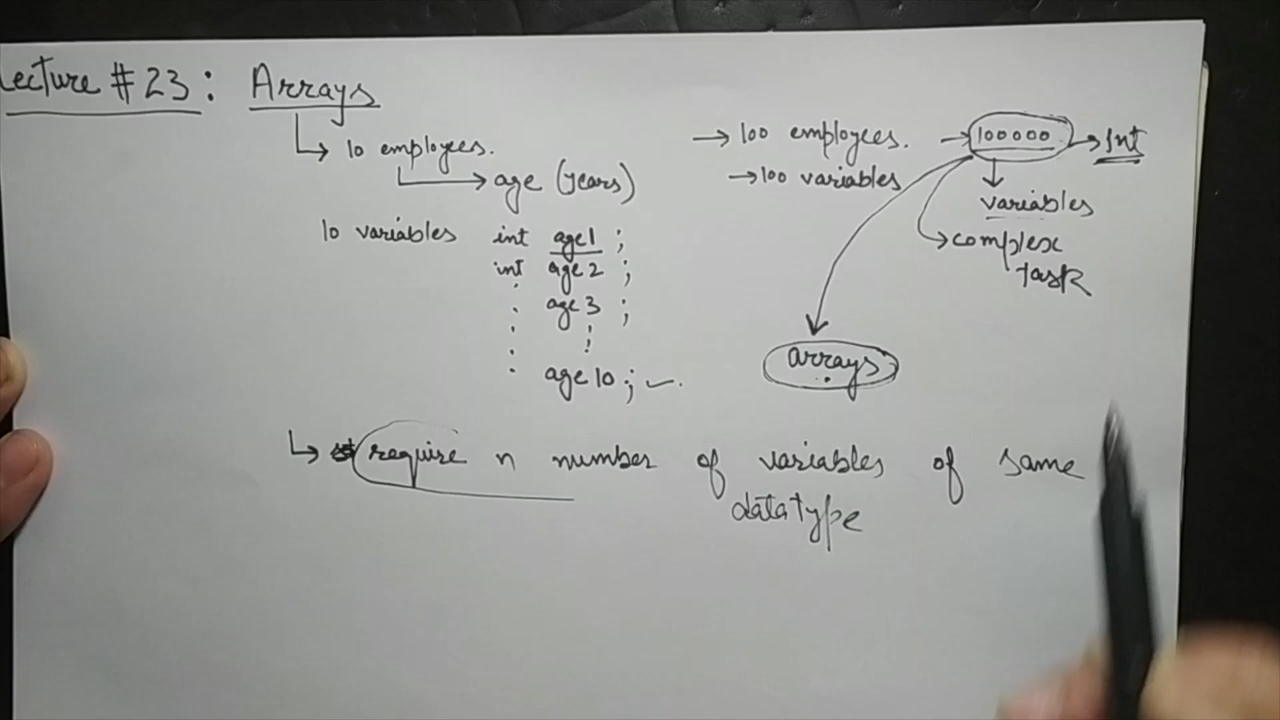 Lecture #23: Arrays
10 employees.
age (years)
10 variables int age1 ;
int age2 ;
age3 ;
age10 ;
→ 100 employees. → 100000 → int
→ 100 variables
variables
complex
task
arrays
require n number of variables of same
datatype